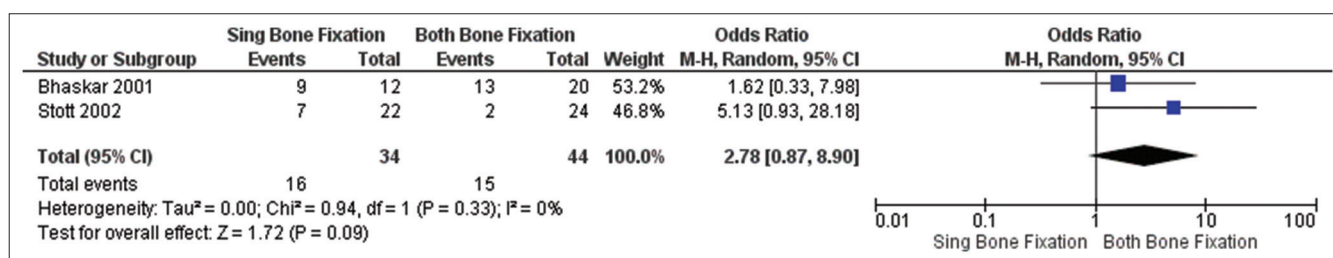 Sing Bone Fixation Both Bone Fixation Odds Ratio Odds Ratio
Study or Subgroup Events Total Events Total Weight M-H, Random, 95% CI M-H, Random, 95% CI
Bhaskar 2001 9 12 13 20 53.2% 1.62 [0.33, 7.98]
Stott 2002 7 22 2 24 46.8% 5.13 [0.93, 28.18]
Total (95% CI) 34 44 100.0% 2.78 [0.87, 8.90]
Total events 16 15
Heterogeneity: Tau² = 0.00; Chi² = 0.94, df = 1 (P = 0.33); I² = 0%
Test for overall effect: Z = 1.72 (P = 0.09)
0.01 0.1 1 10 100
Sing Bone Fixation Both Bone Fixation